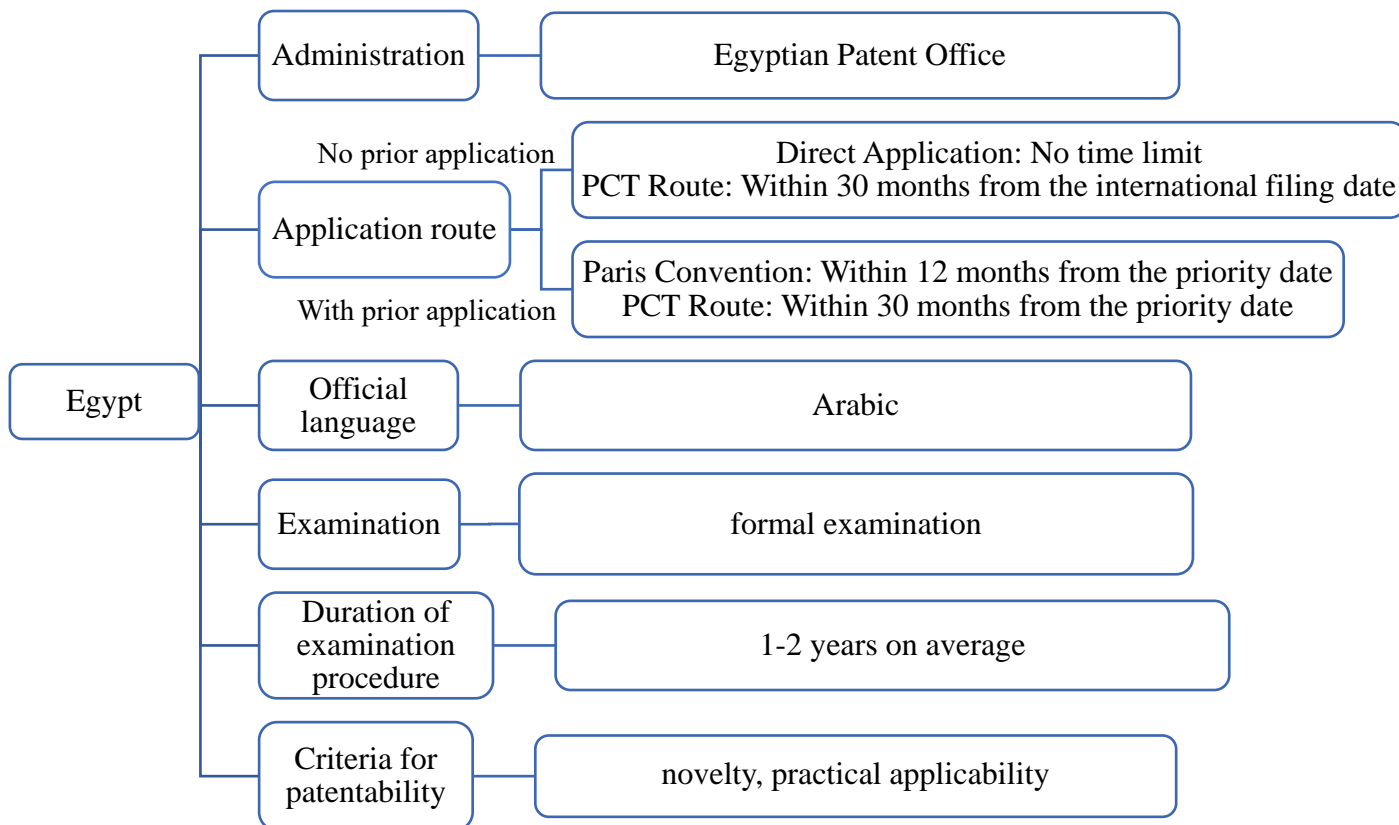 Administration
Egyptian Patent Office
No prior application
Direct Application: No time limit
PCT Route: Within 30 months from the international filing date
Application route
Paris Convention: Within 12 months from the priority date
PCT Route: Within 30 months from the priority date
With prior application
Egypt
Official
language
Arabic
Examination
formal examination
Duration of
examination
procedure
1-2 years on average
Criteria for
patentability
novelty, practical applicability